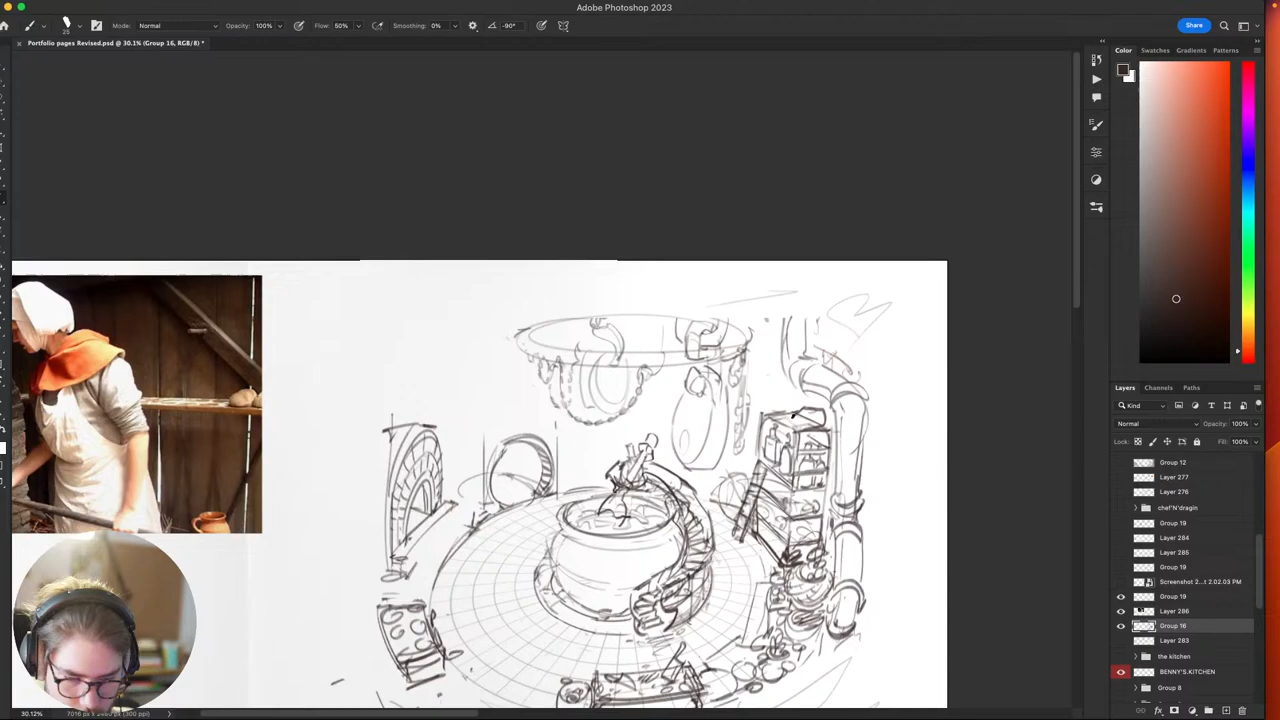 Adobe Photoshop 2023
25
Mode: Normal
Opacity: 100%
Flow: 50%
Smoothing: 0%
-90°
Share
Portfolio pages Revised.psd @ 30.1% (Group 16, RGB/8) *
Color
Swatches
Gradients
Patterns
Layers
Channels
Paths
Kind
Normal
Opacity: 100%
Lock:
Fill: 100%
Group 12
Layer 277
Layer 276
chef'N'dragin
Group 19
Layer 284
Layer 285
Group 19
Screenshot 2...t 2.02.03 PM
Group 19
Layer 286
Group 16
Layer 283
the kitchen
BENNY'S.KITCHEN
Group 8
30.12%